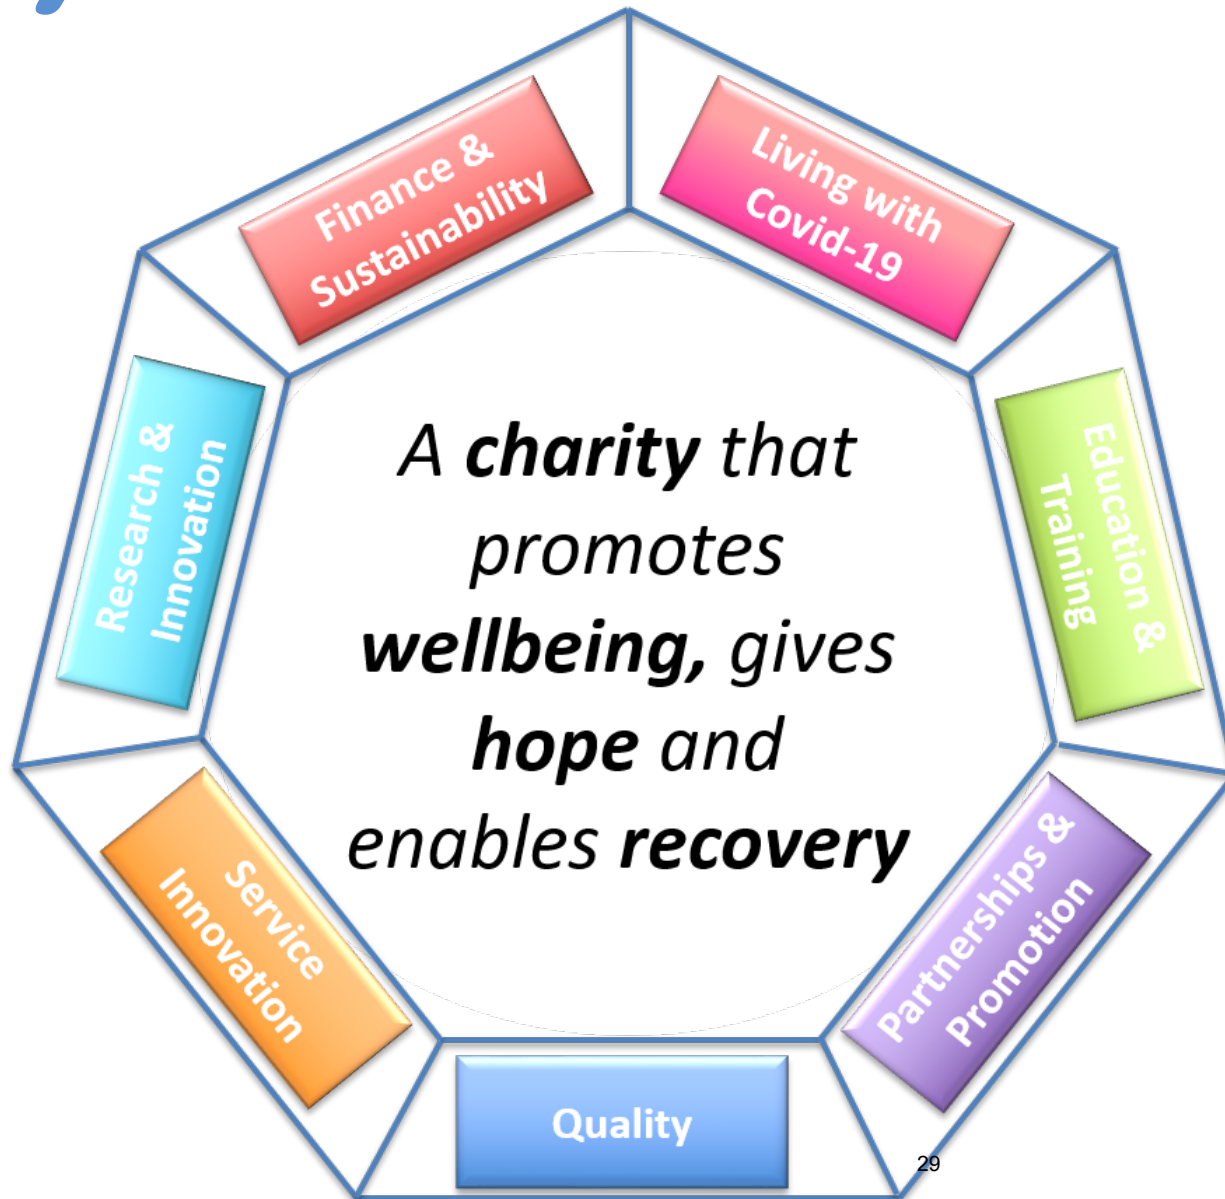 Finance &
Sustainability
Living with
Covid-19
Research &
Innovation
Education &
Training
A charity that
promotes
wellbeing, gives
hope and
enables recovery
Service
Innovation
Partnerships &
Promotion
Quality
29